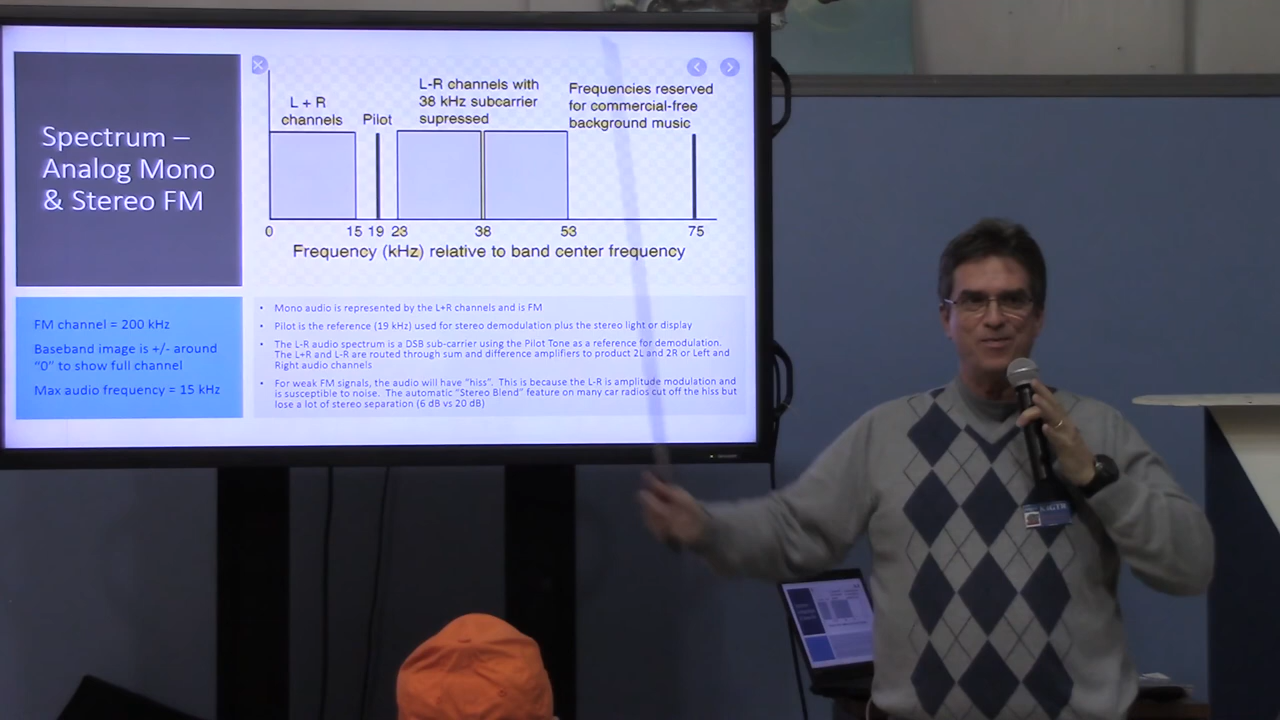 Spectrum –
Analog Mono
& Stereo FM
L + R
channels
Pilot
L-R channels with
38 kHz subcarrier
supressed
Frequencies reserved
for commercial-free
background music
0 15 19 23 38 53 75
Frequency (kHz) relative to band center frequency
FM channel = 200 kHz
Baseband image is +/- around
"0" to show full channel
Max audio frequency = 15 kHz
• Mono audio is represented by the L+R channels and is FM
• Pilot is the reference (19 kHz) used for stereo demodulation plus the stereo light or display
• The L-R audio spectrum is a DSB sub-carrier using the Pilot Tone as a reference for demodulation.
The L+R and L-R are routed through sum and difference amplifiers to product 2L and 2R or Left and
Right audio channels
• For weak FM signals, the audio will have "hiss". This is because the L-R is amplitude modulation and
is susceptible to noise. The automatic "Stereo Blend" feature on many car radios cut off the hiss but
lose a lot of stereo separation (6 dB vs 20 dB)